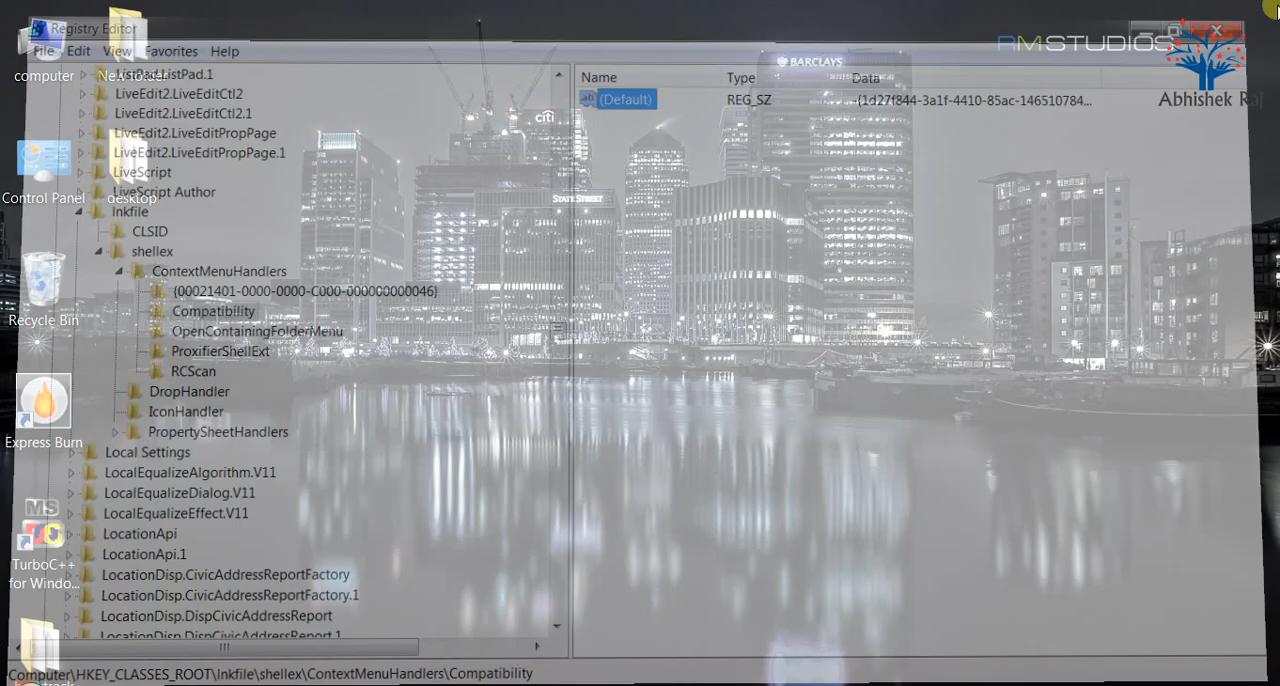 Registry Editor
File Edit View Favorites Help
RMSTUDIOS
Abhishek Raj
computer
Control Panel
desktop
Recycle Bin
Express Burn
MS
TurboC++
for Windo...
LiveEdit2.LiveEditCtl2
LiveEdit2.LiveEditCtl2.1
LiveEdit2.LiveEditPropPage
LiveEdit2.LiveEditPropPage.1
LiveScript
LiveScript Author
lnkfile
CLSID
shellex
ContextMenuHandlers
{00021401-0000-0000-C000-000000000046}
Compatibility
OpenContainingFolderMenu
ProxifierShellExt
RCScan
DropHandler
IconHandler
PropertySheetHandlers
Local Settings
LocalEqualizeAlgorithm.V11
LocalEqualizeDialog.V11
LocalEqualizeEffect.V11
LocationApi
LocationApi.1
LocationDisp.CivicAddressReportFactory
LocationDisp.CivicAddressReportFactory.1
LocationDisp.DispCivicAddressReport
LocationDisp.DispCivicAddressReport.1
Name Type Data
ab (Default) REG_SZ {1d27f844-3a1f-4410-85ac-146510784...
BARCLAYS
citi
STATE STREET
Computer\HKEY_CLASSES_ROOT\lnkfile\shellex\ContextMenuHandlers\Compatibility